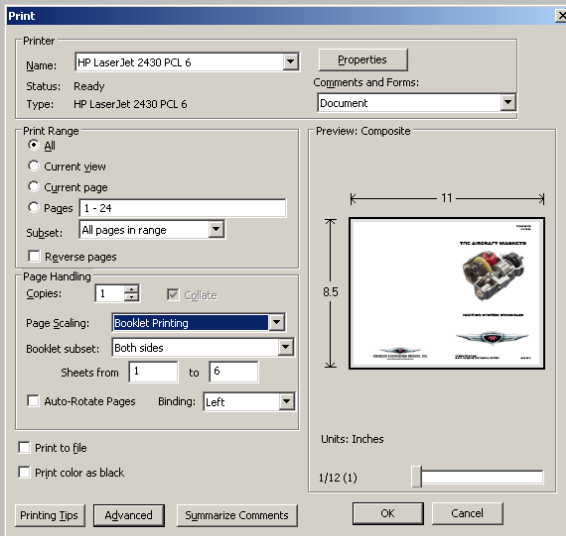 Print
Printer
Name: HP LaserJet 2430 PCL 6 Properties
Status: Ready
Comments and Forms:
Type: HP LaserJet 2430 PCL 6
Document
Print Range
All
Current view
Current page
Pages 1 - 24
Subset: All pages in range
Reverse pages
Page Handling
Copies: 1 Collate
Page Scaling: Booklet Printing
Booklet subset: Both sides
Sheets from 1 to 6
Auto-Rotate Pages Binding: Left
Print to file
Print color as black
Printing Tips Advanced Summarize Comments
Preview: Composite
11
8.5
THE AIRCRAFT MAGNETO
Units: Inches
1/12 (1)
OK Cancel